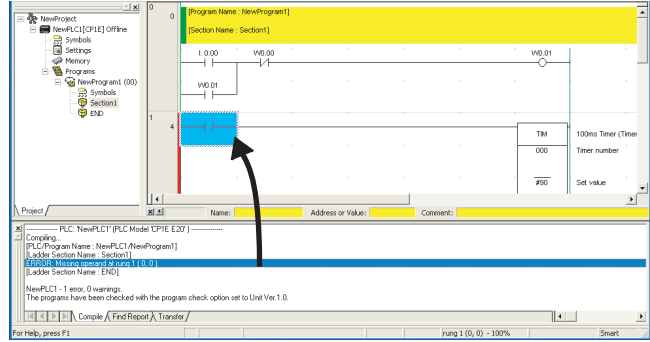 NewProject
NewPLC1[CP1E] Offline
Symbols
Settings
Memory
Programs
NewProgram1 (00)
Symbols
Section1
END
Project
0
0
[Program Name : NewProgram1]
[Section Name : Section1]
I: 0.00 W0.00 W0.01
W0.01
1
4
TIM 100ms Timer (Timer
000 Timer number
#90 Set value
Name: Address or Value: Comment:
------------- PLC: 'NewPLC1' (PLC Model 'CP1E E20') -------------
Compiling...
[PLC/Program Name : NewPLC1/NewProgram1]
[Ladder Section Name : Section1]
ERROR: Missing operand at rung 1 ( 0, 0 )
[Ladder Section Name : END]
NewPLC1 - 1 error, 0 warnings.
The programs have been checked with the program check option set to Unit Ver.1.0.
Compile Find Report Transfer
For Help, press F1 rung 1 (0, 0) - 100% Smart